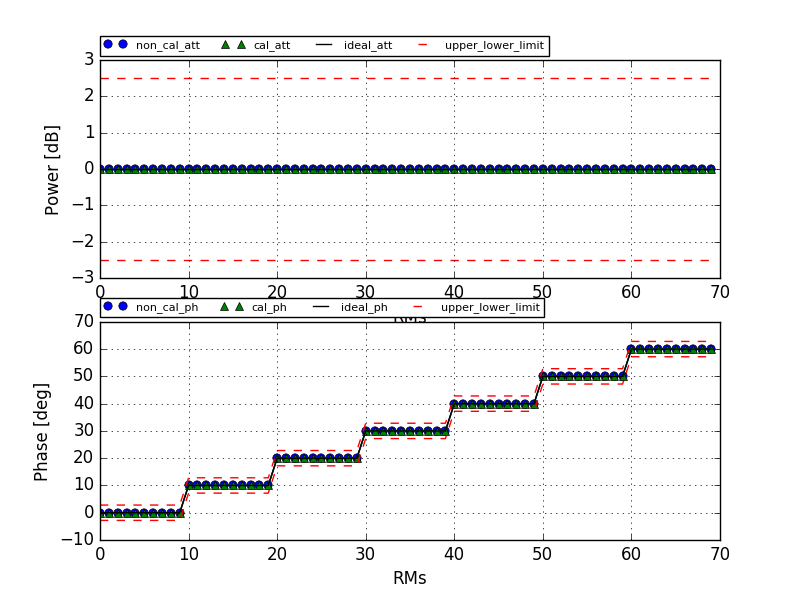 non_cal_att cal_att ideal_att upper_lower_limit
3
2
1
0
−1
−2
−3
Power [dB]
0 10 20 30 40 50 60 70
RMs
non_cal_ph cal_ph ideal_ph upper_lower_limit
70
60
50
40
30
20
10
0
−10
Phase [deg]
0 10 20 30 40 50 60 70
RMs